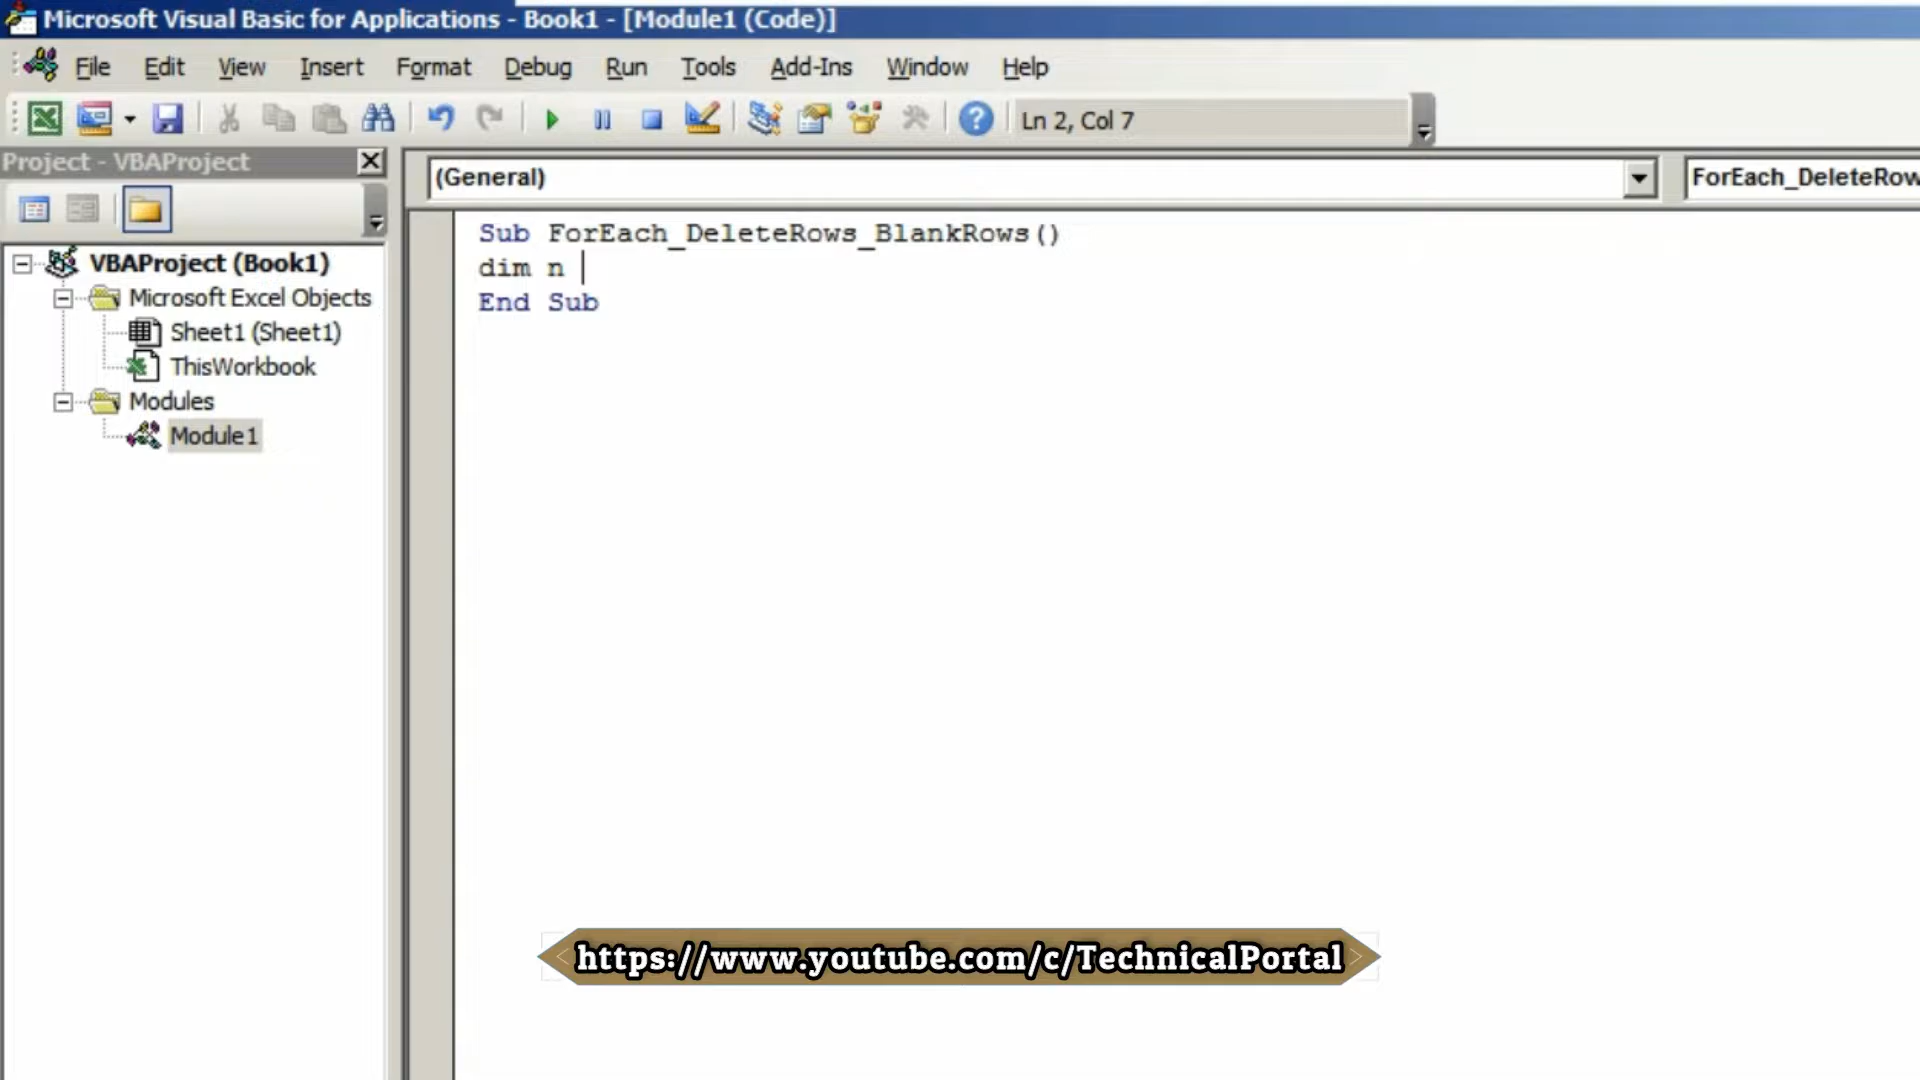 Microsoft Visual Basic for Applications - Book1 - [Module1 (Code)]
File Edit View Insert Format Debug Run Tools Add-Ins Window Help
Ln 2, Col 7
Project - VBAProject
(General)
ForEach_DeleteRow
VBAProject (Book1)
Microsoft Excel Objects
Sheet1 (Sheet1)
ThisWorkbook
Modules
Module1
Sub ForEach_DeleteRows_BlankRows()
dim n
End Sub
https://www.youtube.com/c/TechnicalPortal